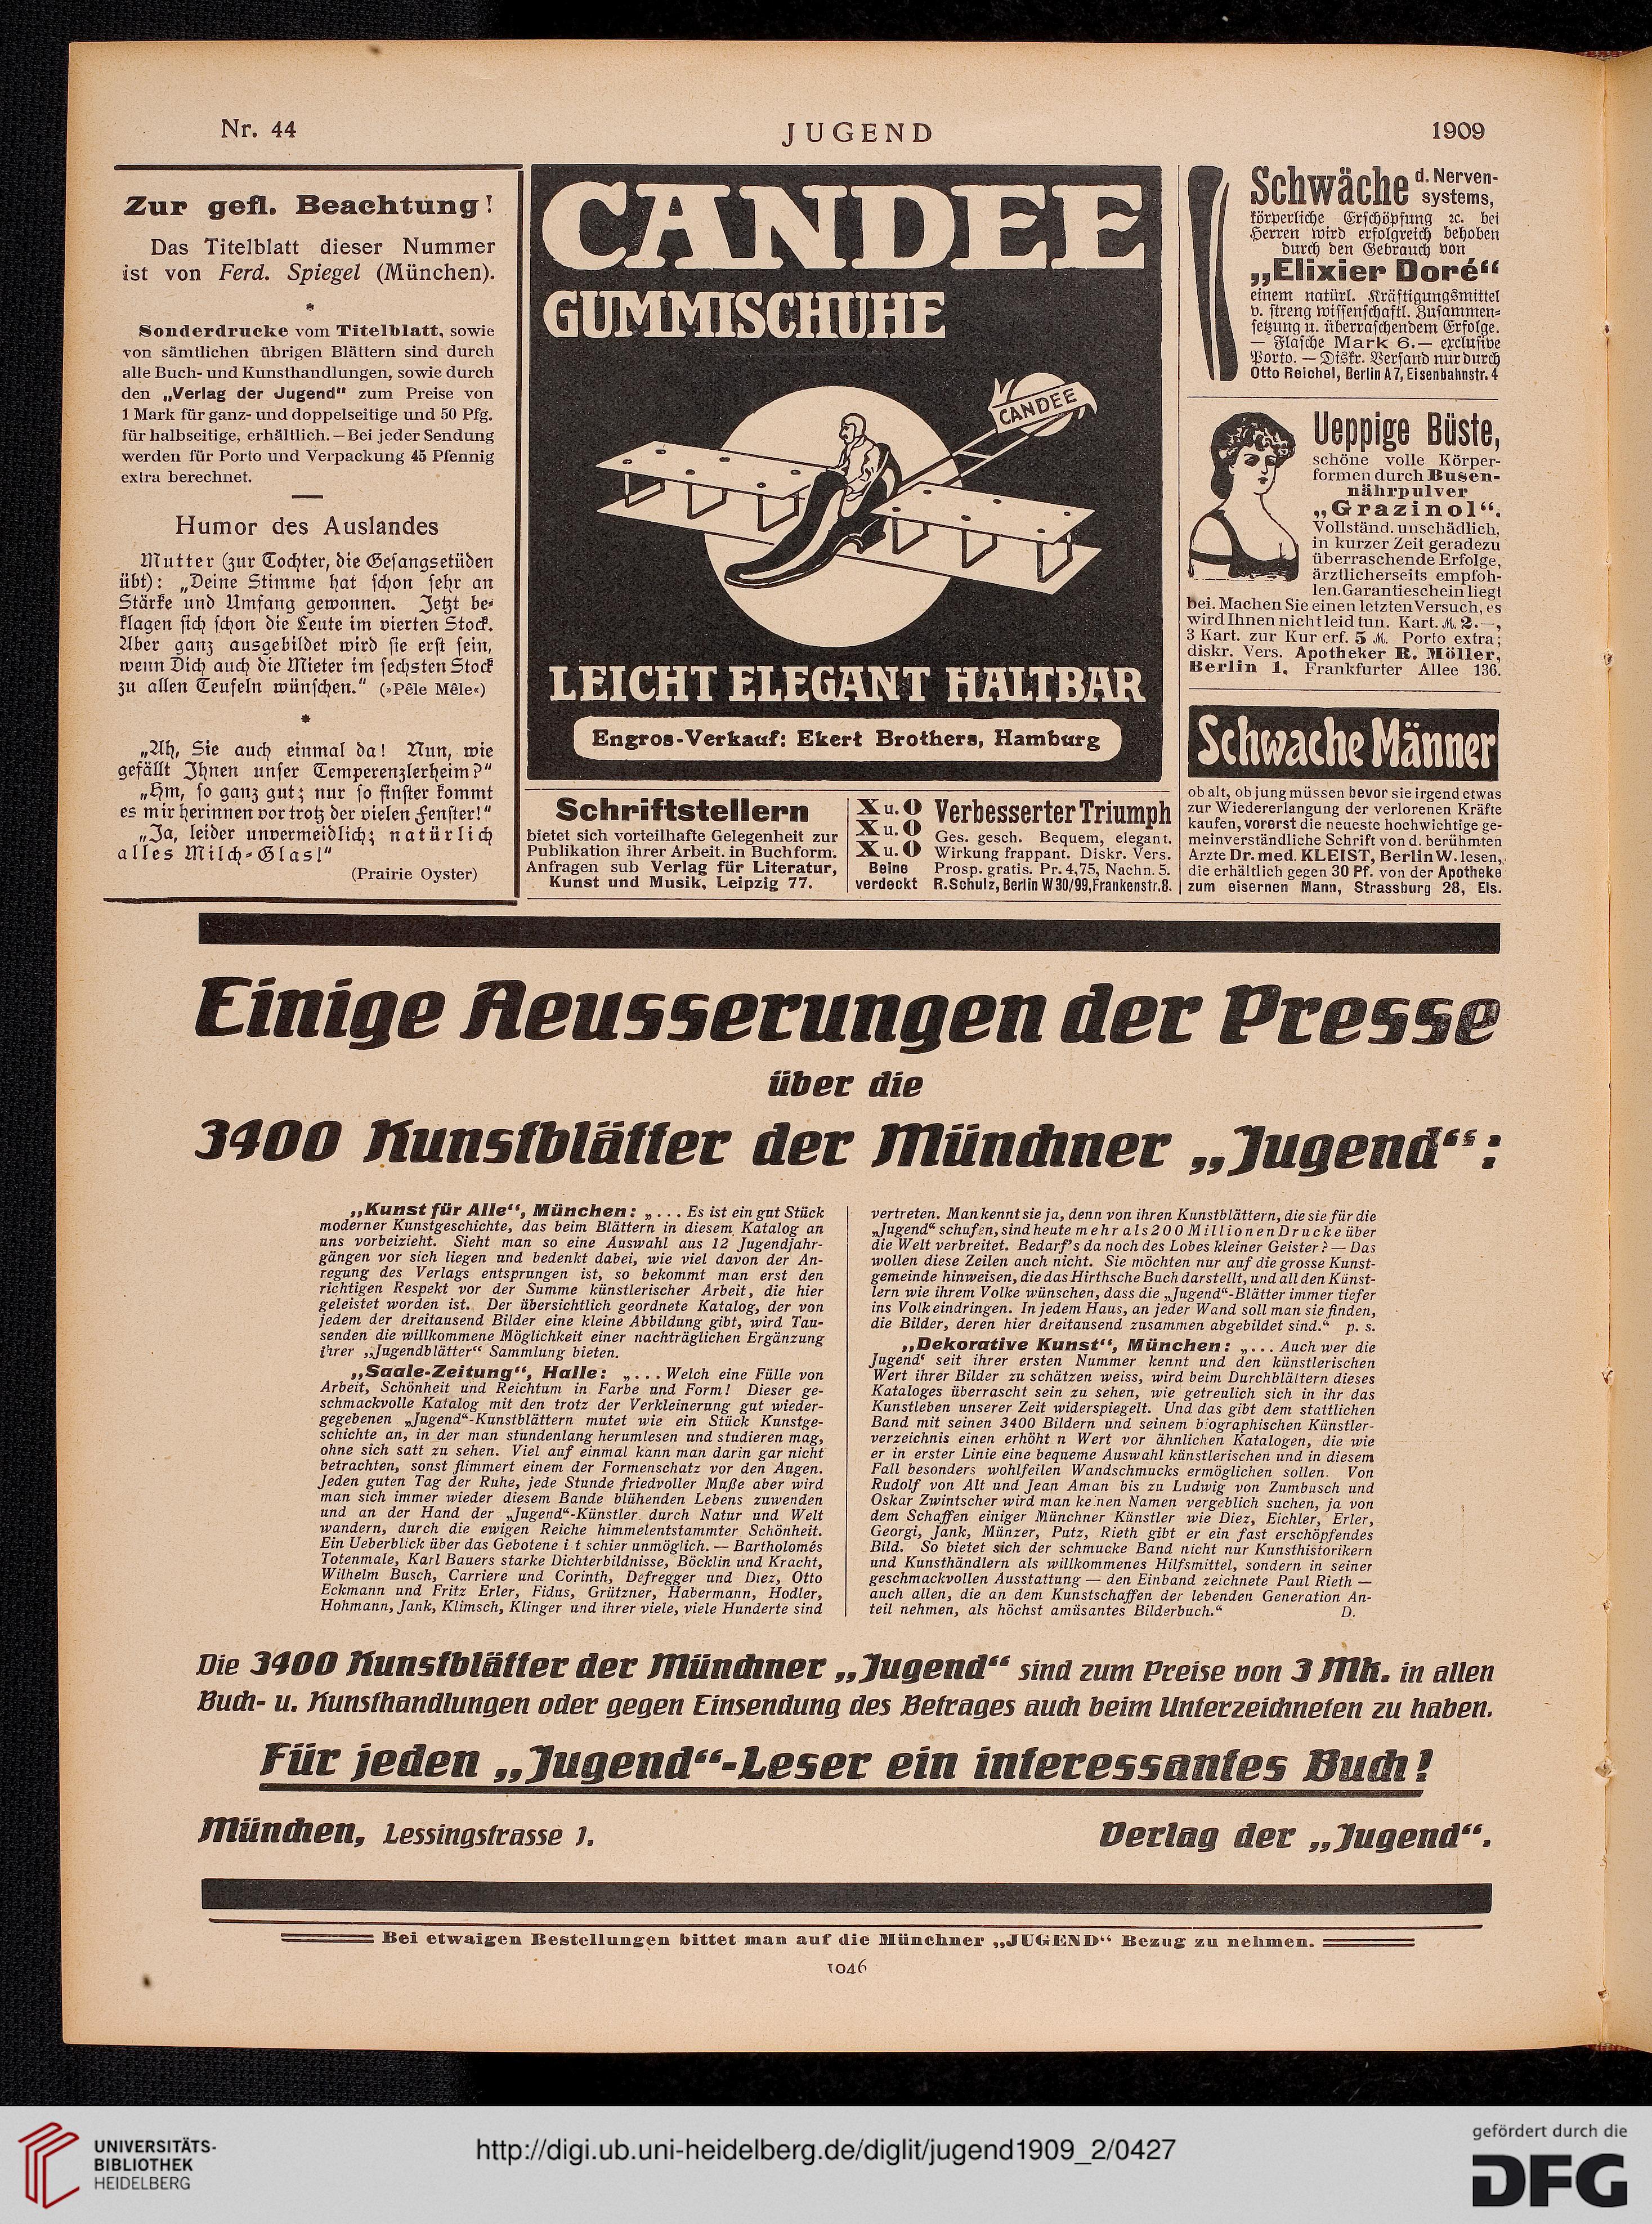 Nr. 44
JUGEND
1909
Zur gefl. Beachtung!
Das Titelblatt dieser Nummer
ist von Ferd. Spiegel (München).
*
Sonderdrucke vom Titelblatt, sowie
von sämtlichen übrigen Blättern sind durch
alle Buch- und Kunsthandlungen, sowie durch
den „Verlag der Jugend" zum Preise von
1 Mark für ganz- und doppelseitige und 50 Pfg.
für halbseitige, erhältlich. — Bei jeder Sendung
werden für Porto und Verpackung 45 Pfennig
extra berechnet.
Humor des Auslandes
Mutter (zur Tochter, die Gesangsetüden
übt): „Deine Stimme hat schon sehr an
Stärke und Umfang gewonnen. Jetzt be-
klagen sich schon die Leute im vierten Stock.
Aber ganz ausgebildet wird sie erst sein,
wenn Dich auch die Mieter im sechsten Stock
zu allen Teufeln wünschen." (»Pêle Mêle«)
*
„Ah, Sie auch einmal da! Nun, wie
gefällt Ihnen unser Temperenzlerheim?"
„Hm, so ganz gut; nur so finster kommt
es mir herinnen vor trotz der vielen Fenster!"
„Ja, leider unvermeidlich; natürlich
alles Milch-Glas!"
(Prairie Oyster)
CANDEE
GUMMISCHUHE
CANDEE
LEICHT ELEGANT HALTBAR
Engros-Verkauf: Ekert Brothers, Hamburg
Schriftstellern
bietet sich vorteilhafte Gelegenheit zur
Publikation ihrer Arbeit. in Buchform.
Anfragen sub Verlag für Literatur,
Kunst und Musik, Leipzig 77.
X u. O
X u. O
X u. O
Beine
verdeckt
Verbesserter Triumph
Ges. gesch. Bequem, elegant.
Wirkung frappant. Diskr. Vers.
Prosp. gratis. Pr. 4,75, Nachn. 5.
R. Schulz, Berlin W 30/99, Frankenstr. 8.
Schwäche d. Nerven-
systems,
körperliche Erschöpfung ꝛc. bei
Herren wird erfolgreich behoben
durch den Gebrauch von
„Elixier Doré“
einem natürl. Kräftigungsmittel
v. streng wissenschaftl. Zusammen-
setzung u. überraschendem Erfolge.
— Flasche Mark 6.— exclusive
Porto. — Diskr. Versand nur durch
Otto Reichel, Berlin A 7, Eisenbahnstr. 4
Ueppige Büste,
schöne volle Körper-
formen durch Busen-
nährpulver
„Grazinol“.
Vollständ. unschädlich,
in kurzer Zeit geradezu
überraschende Erfolge,
ärztlicherseits empfoh-
len. Garantieschein liegt
bei. Machen Sie einen letzten Versuch, es
wird Ihnen nicht leid tun. Kart. ℳ. 2.—,
3 Kart. zur Kur erf. 5 ℳ. Porto extra;
diskr. Vers. Apotheker R. Möller,
Berlin 1, Frankfurter Allee 136.
Schwache Männer
ob alt, ob jung müssen bevor sie irgend etwas
zur Wiedererlangung der verlorenen Kräfte
kaufen, vorerst die neueste hochwichtige ge-
meinverständliche Schrift von d. berühmten
Arzte Dr. med. KLEIST, Berlin W. lesen,
die erhältlich gegen 30 Pf. von der Apotheke
zum eisernen Mann, Strassburg 28, Els.
Einige Aeusserungen der Presse
über die
3400 Kunstblätter der Münchner „Jugend“:
„Kunst für Alle“, München: „... Es ist ein gut Stück
moderner Kunstgeschichte, das beim Blättern in diesem Katalog an
uns vorbeizieht. Sieht man so eine Auswahl aus 12 Jugendjahr-
gängen vor sich liegen und bedenkt dabei, wie viel davon der An-
regung des Verlags entsprungen ist, so bekommt man erst den
richtigen Respekt vor der Summe künstlerischer Arbeit, die hier
geleistet worden ist. Der übersichtlich geordnete Katalog, der von
jedem der dreitausend Bilder eine kleine Abbildung gibt, wird Tau-
senden die willkommene Möglichkeit einer nachträglichen Ergänzung
ihrer „Jugendblätter“ Sammlung bieten.
„Saale-Zeitung“, Halle: „... Welch eine Fülle von
Arbeit, Schönheit und Reichtum in Farbe und Form! Dieser ge-
schmackvolle Katalog mit den trotz der Verkleinerung gut wieder-
gegebenen „Jugend“-Kunstblättern mutet wie ein Stück Kunstge-
schichte an, in der man stundenlang herumlesen und studieren mag,
ohne sich satt zu sehen. Viel auf einmal kann man darin gar nicht
betrachten, sonst flimmert einem der Formenschatz vor den Augen.
Jeden guten Tag der Ruhe, jede Stunde friedvoller Muße aber wird
man sich immer wieder diesem Bande blühenden Lebens zuwenden
und an der Hand der „Jugend“-Künstler durch Natur und Welt
wandern, durch die ewigen Reiche himmelentstammter Schönheit.
Ein Ueberblick über das Gebotene i t schier unmöglich. — Bartholomés
Totenmale, Karl Bauers starke Dichterbildnisse, Böcklin und Kracht,
Wilhelm Busch, Carriere und Corinth, Defregger und Diez, Otto
Eckmann und Fritz Erler, Fidus, Grützner, Habermann, Hodler,
Hohmann, Jank, Klimsch, Klinger und ihrer viele, viele Hunderte sind
vertreten. Man kennt sie ja, denn von ihren Kunstblättern, die sie für die
„Jugend“ schufen, sind heute mehr als 200 Millionen Drucke über
die Welt verbreitet. Bedarf's da noch des Lobes kleiner Geister? — Das
wollen diese Zeilen auch nicht. Sie möchten nur auf die grosse Kunst-
gemeinde hinweisen, die das Hirthsche Buch darstellt, und all den Künst-
lern wie ihrem Volke wünschen, dass die „Jugend“-Blätter immer tiefer
ins Volk eindringen. In jedem Haus, an jeder Wand soll man sie finden,
die Bilder, deren hier dreitausend zusammen abgebildet sind.“ p. s.
„Dekorative Kunst“, München: „... Auch wer die
Jugend‘ seit ihrer ersten Nummer kennt und den künstlerischen
Wert ihrer Bilder zu schätzen weiss, wird beim Durchblättern dieses
Kataloges überrascht sein zu sehen, wie getreulich sich in ihr das
Kunstleben unserer Zeit widerspiegelt. Und das gibt dem stattlichen
Band mit seinen 3400 Bildern und seinem biographischen Künstler-
verzeichnis einen erhöht n Wert vor ähnlichen Katalogen, die wie
er in erster Linie eine bequeme Auswahl künstlerischen und in diesem
Fall besonders wohlfeilen Wandschmucks ermöglichen sollen. Von
Rudolf von Alt und Jean Aman bis zu Ludwig von Zumbusch und
Oskar Zwintscher wird man keinen Namen vergeblich suchen, ja von
dem Schaffen einiger Münchner Künstler wie Diez, Eichler, Erler,
Georgi, Jank, Münzer, Putz, Rieth gibt er ein fast erschöpfendes
Bild. So bietet sich der schmucke Band nicht nur Kunsthistorikern
und Kunsthändlern als willkommenes Hilfsmittel, sondern in seiner
geschmackvollen Ausstattung — den Einband zeichnete Paul Rieth —
auch allen, die an dem Kunstschaffen der lebenden Generation An-
teil nehmen, als höchst amüsantes Bilderbuch.“ D.
Die 3400 Kunstblätter der Münchner „Jugend“ sind zum Preise von 3 Mk. in allen
Buch- u. Kunsthandlungen oder gegen Einsendung des Betrages auch beim Unterzeichneten zu haben.
Für jeden „Jugend“-Leser ein interessantes Buch!
München, Lessingstrasse 1.
Verlag der „Jugend“.
Bei etwaigen Bestellungen bittet man auf die Münchner „JUGEND“ Bezug zu nehmen.
1046
UNIVERSITÄTS-
BIBLIOTHEK
HEIDELBERG
http://digi.ub.uni-heidelberg.de/diglit/jugend1909_2/0427
gefördert durch die
DFG